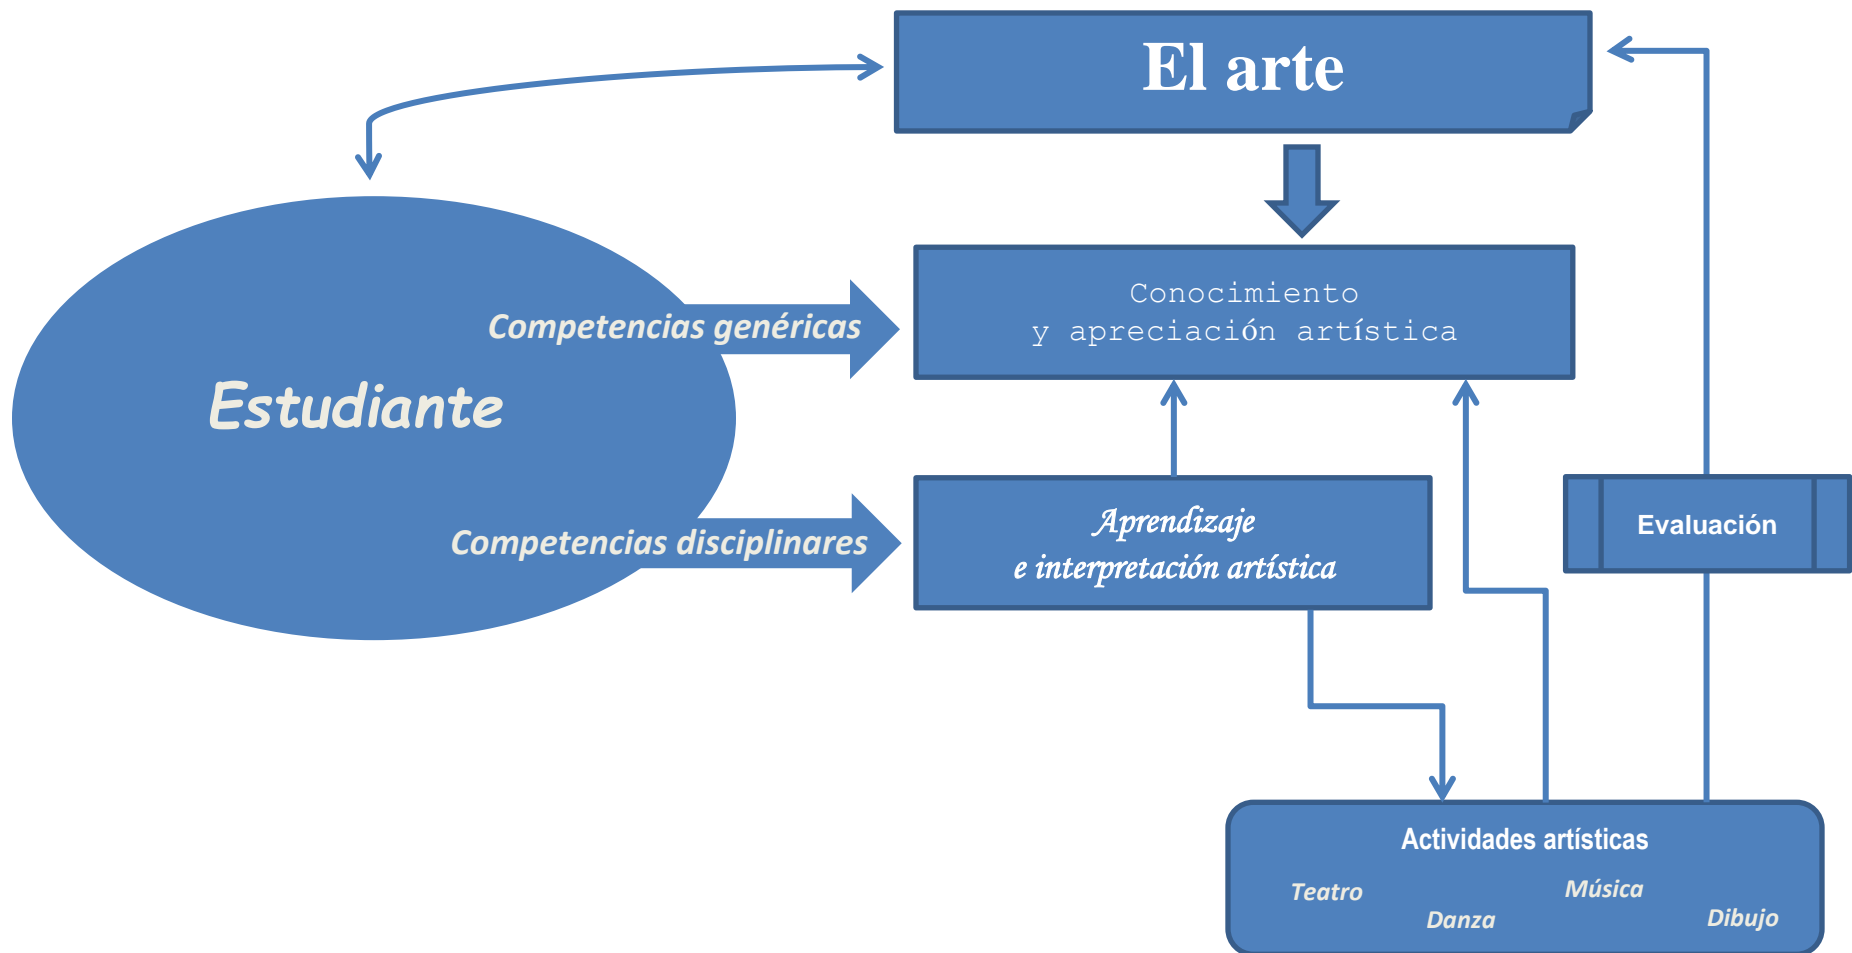 El arte
Conocimiento
y apreciación artística
Competencias genéricas
Estudiante
Competencias disciplinares
Aprendizaje
e interpretación artística
Evaluación
Actividades artísticas
Teatro
Música
Danza
Dibujo